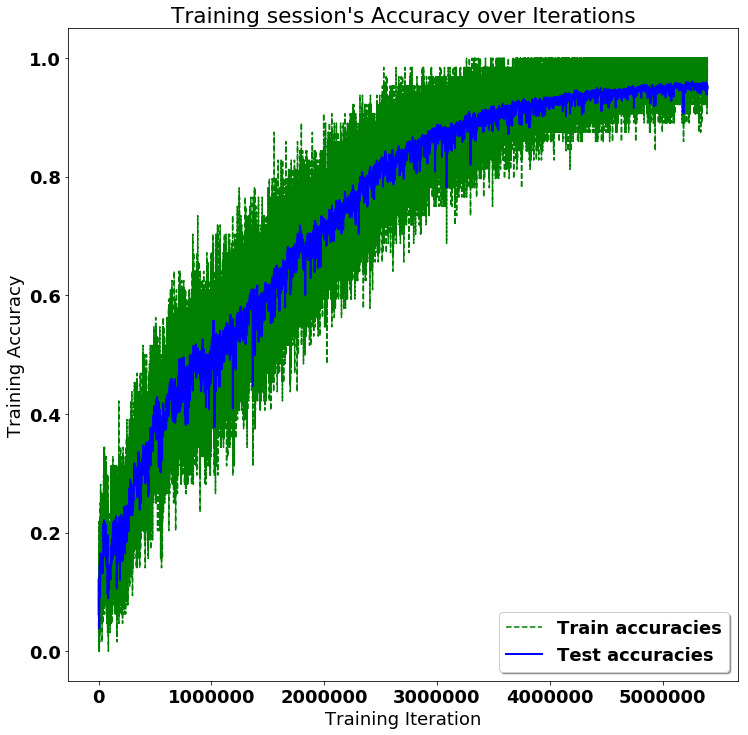 Training session's Accuracy over Iterations
1.0
0.8
0.6
0.4
0.2
0.0
Training Accuracy
Train accuracies
Test accuracies
0 1000000 2000000 3000000 4000000 5000000
Training Iteration